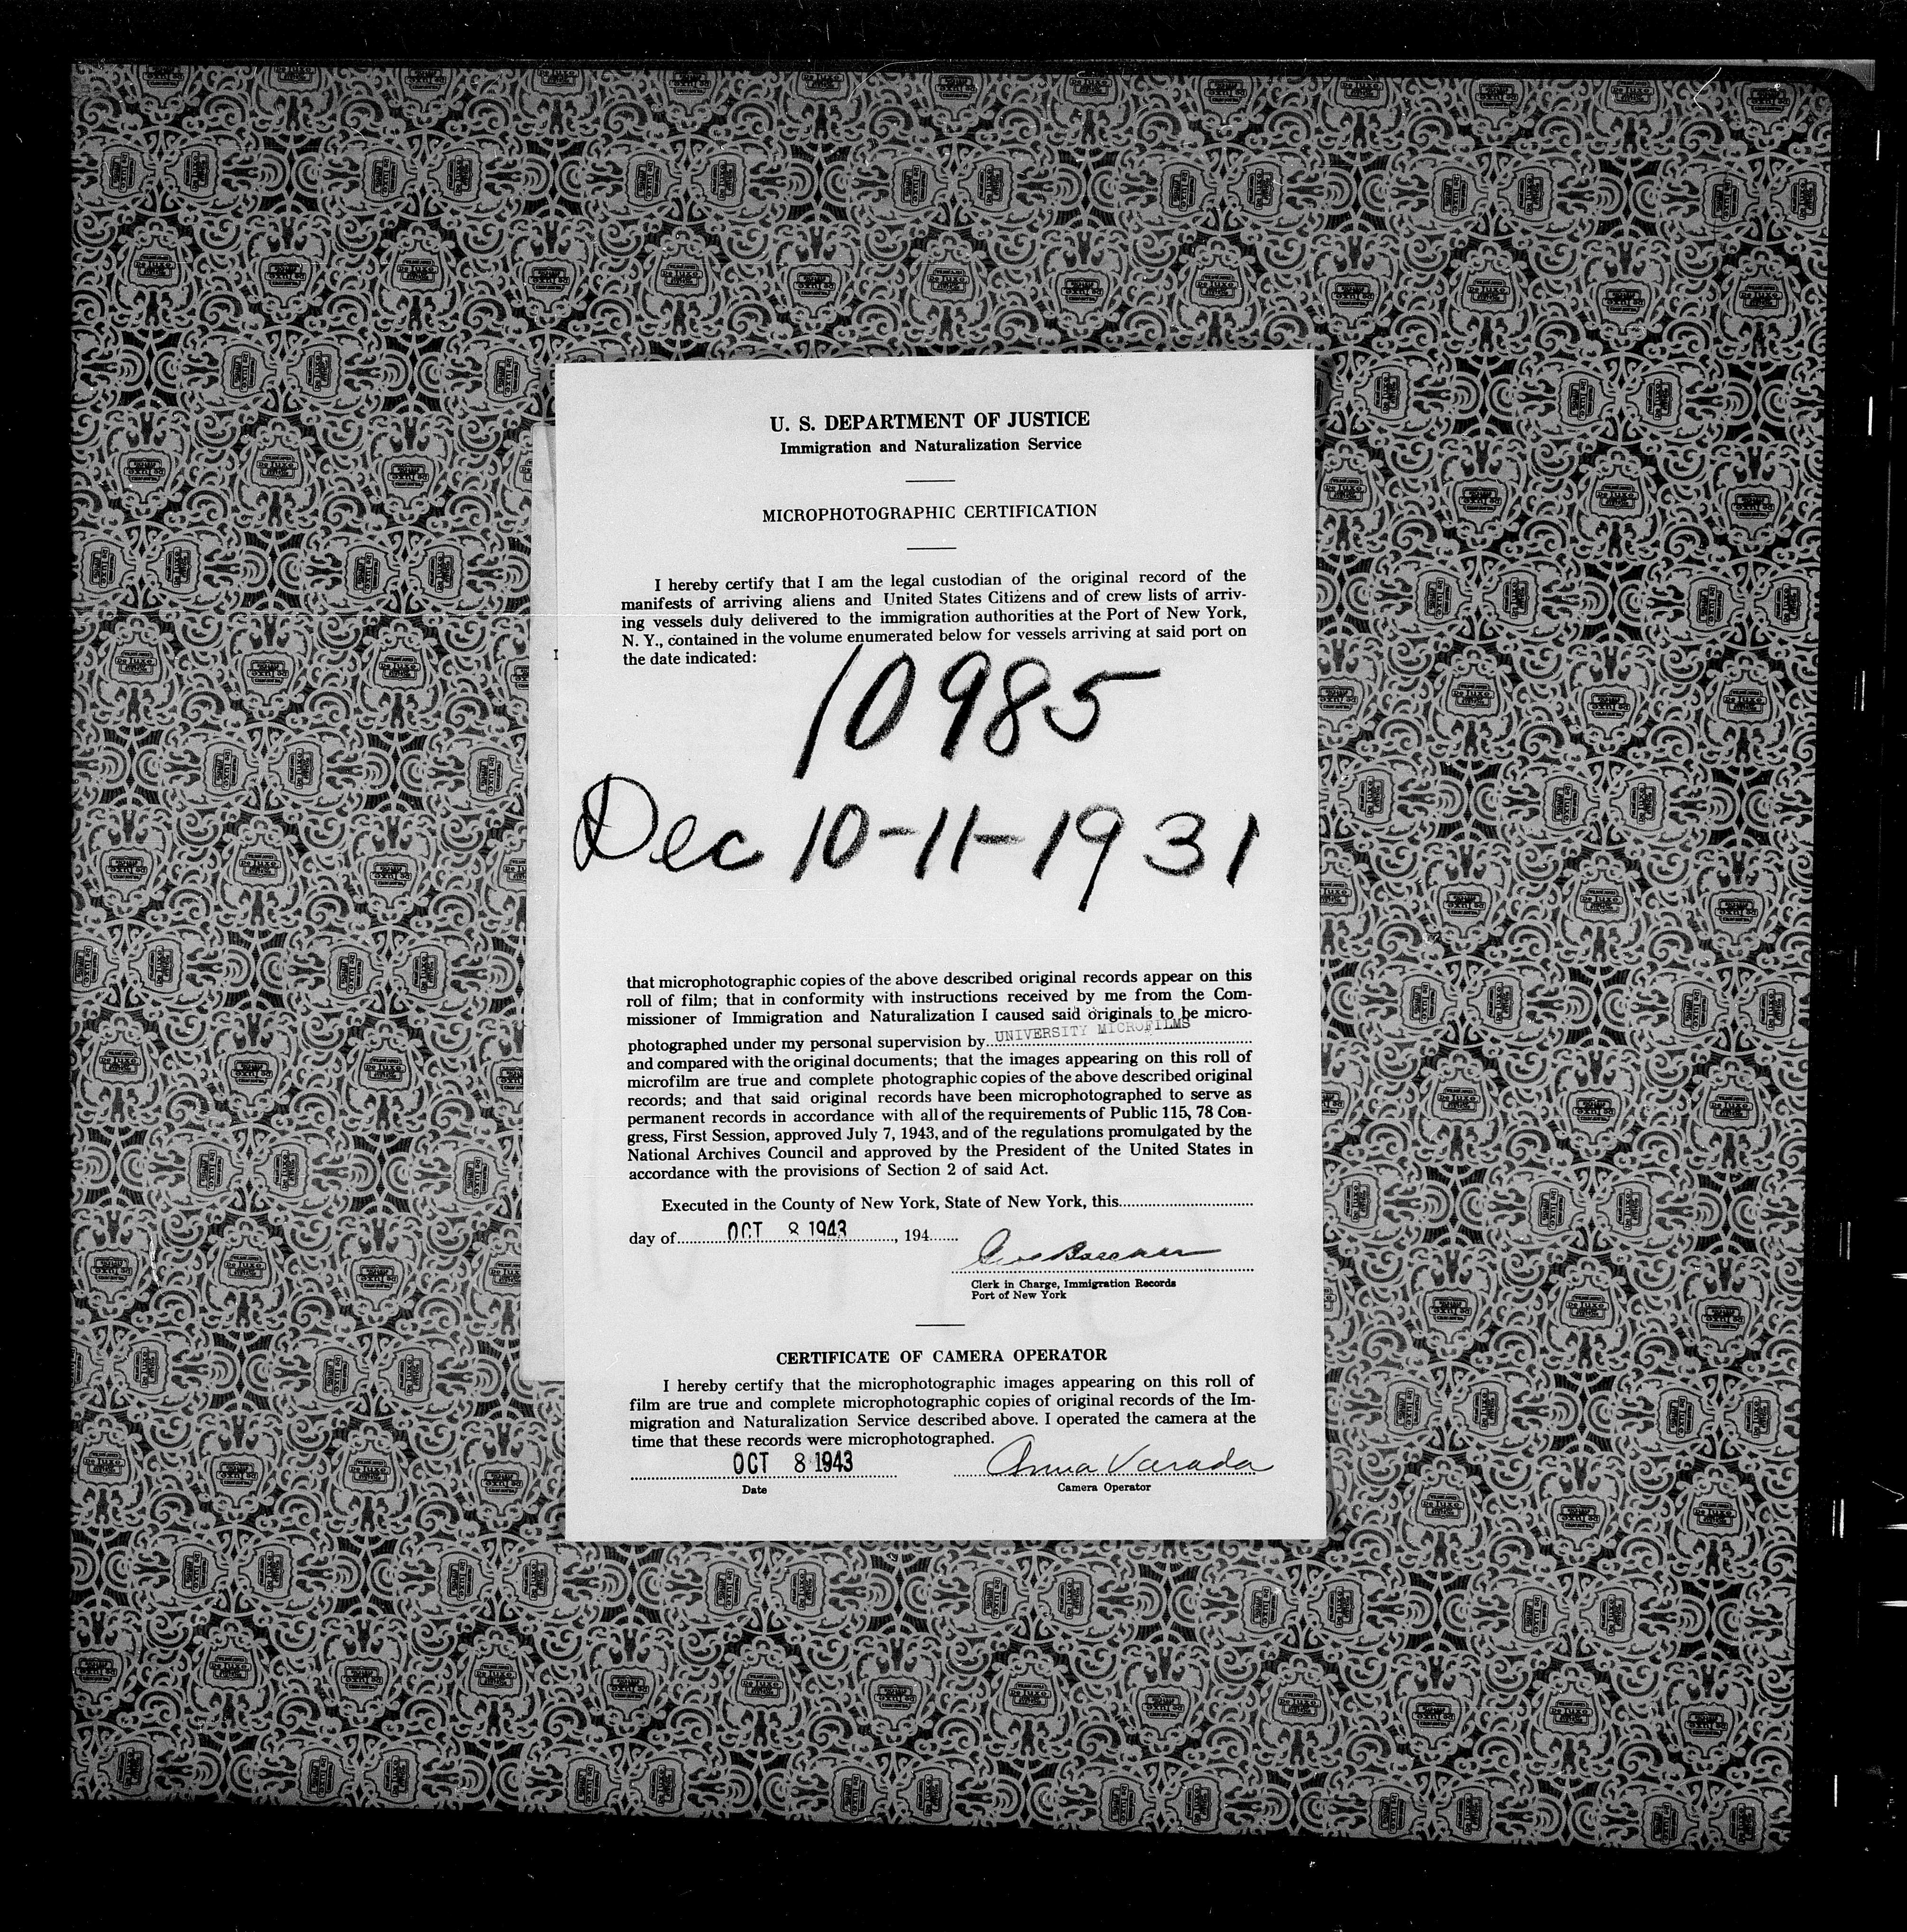 U. S. DEPARTMENT OF JUSTICE
Immigration and Naturalization Service
MICROPHOTOGRAPHIC CERTIFICATION
I hereby certify that I am the legal custodian of the original record of the
manifests of arriving aliens and United States Citizens and of crew lists of arriv-
ing vessels duly delivered to the immigration authorities at the Port of New York,
N. Y., contained in the volume enumerated below for vessels arriving at said port on
the date indicated:
10985
Dec 10-11-1931
that microphotographic copies of the above described original records appear on this
roll of film; that in conformity with instructions received by me from the Com-
missioner of Immigration and Naturalization I caused said originals to be micro-
photographed under my personal supervision by UNIVERSITY MICROFILMS
and compared with the original documents; that the images appearing on this roll of
microfilm are true and complete photographic copies of the above described original
records; and that said original records have been microphotographed to serve as
permanent records in accordance with all of the requirements of Public 115, 78 Con-
gress, First Session, approved July 7, 1943, and of the regulations promulgated by the
National Archives Council and approved by the President of the United States in
accordance with the provisions of Section 2 of said Act.
Executed in the County of New York, State of New York, this
day of OCT 8 1943, 194
Clerk in Charge, Immigration Records
Port of New York
CERTIFICATE OF CAMERA OPERATOR
I hereby certify that the microphotographic images appearing on this roll of
film are true and complete microphotographic copies of original records of the Im-
migration and Naturalization Service described above. I operated the camera at the
time that these records were microphotographed.
OCT 8 1943 Anna Varada
Date Camera Operator